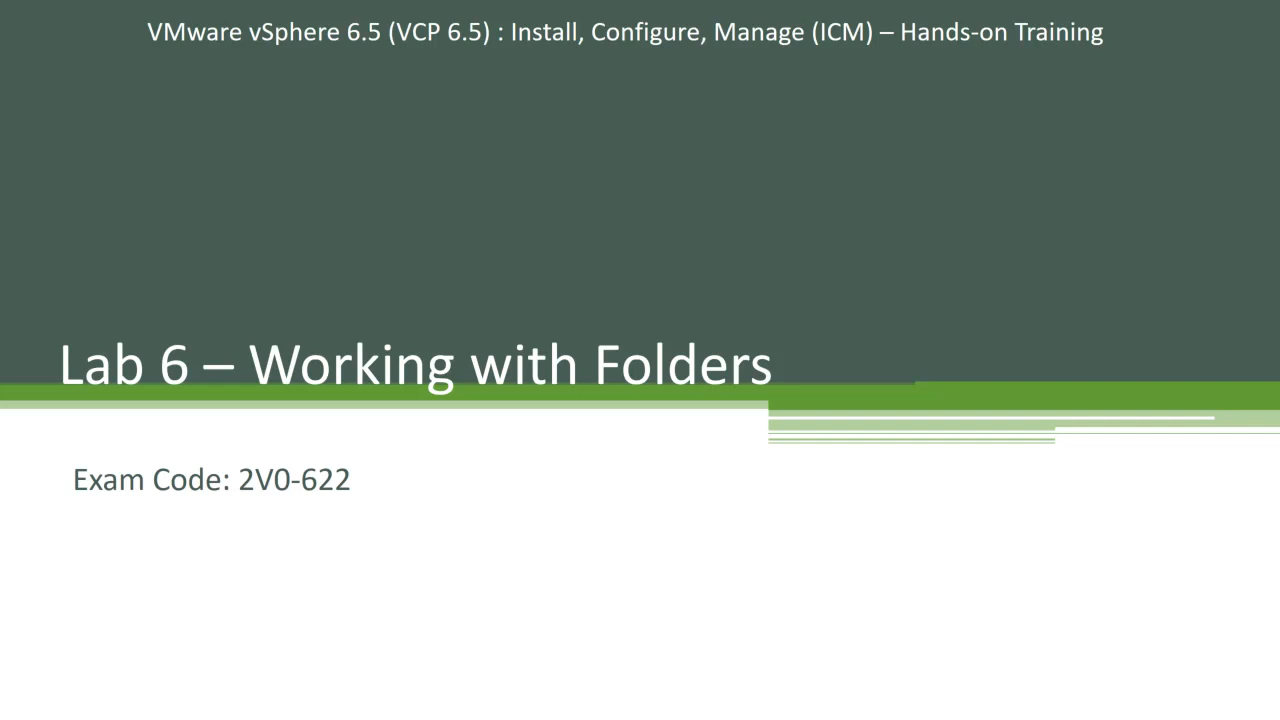 VMware vSphere 6.5 (VCP 6.5) : Install, Configure, Manage (ICM) – Hands-on Training
Lab 6 – Working with Folders
Exam Code: 2V0-622